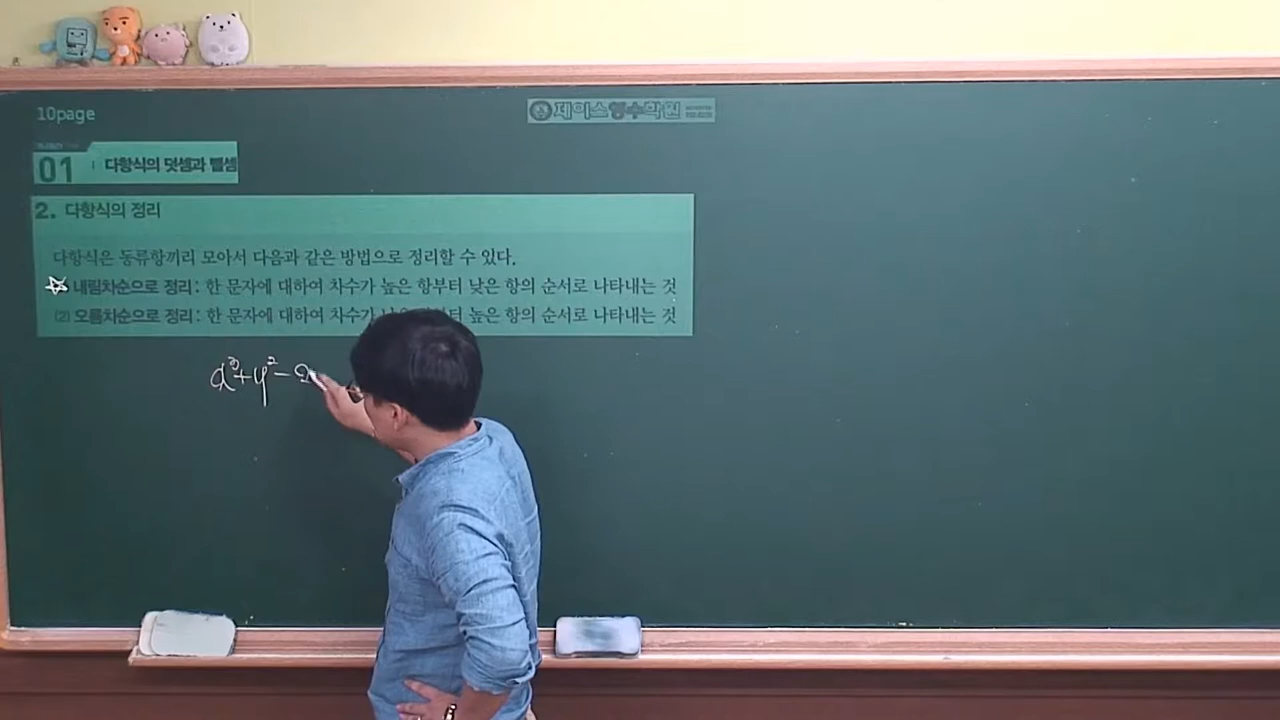 10page
제이스영수학원
01 다항식의 덧셈과 뺄셈
2. 다항식의 정리
다항식은 동류항끼리 모아서 다음과 같은 방법으로 정리할 수 있다.
내림차순으로 정리: 한 문자에 대하여 차수가 높은 항부터 낮은 항의 순서로 나타내는 것
(2) 오름차순으로 정리: 한 문자에 대하여 차수가 높은 항의 순서로 나타내는 것
x³+y²-2